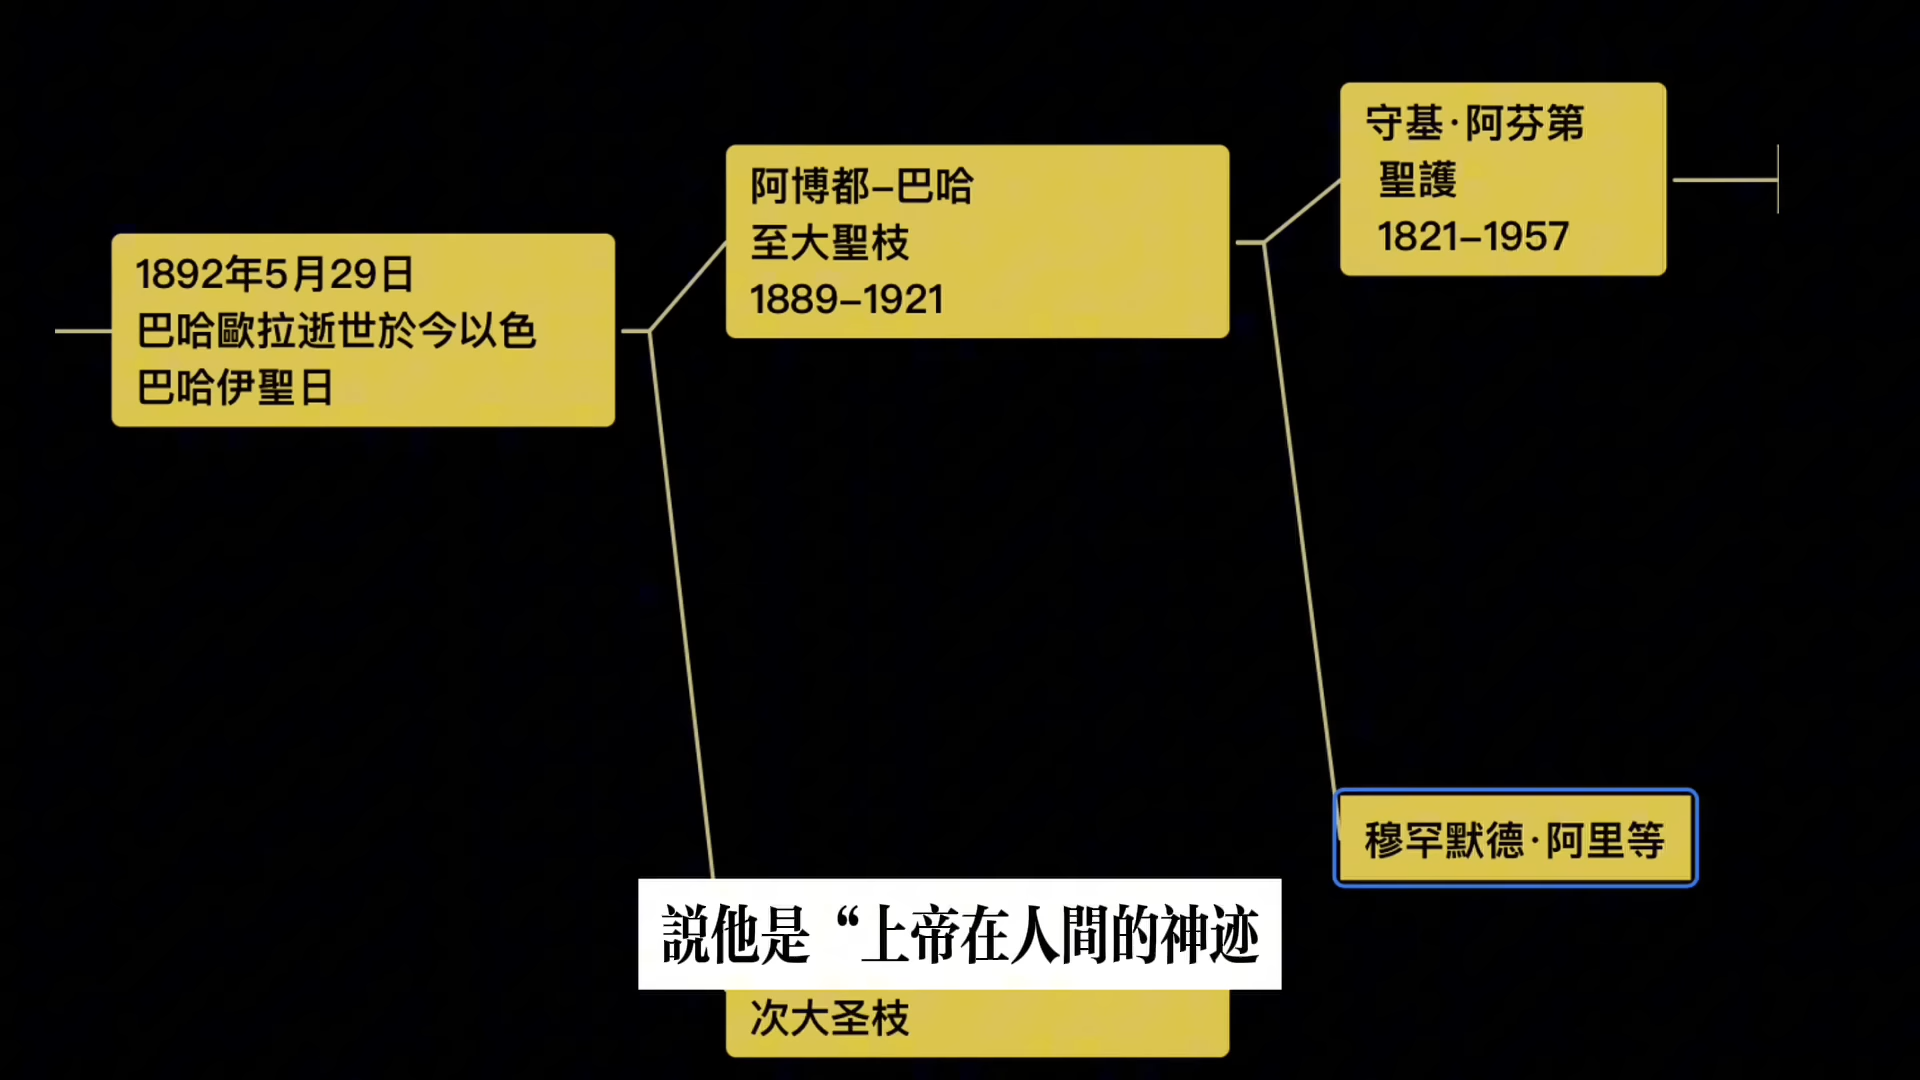 1892年5月29日
巴哈歐拉逝世於今以色
巴哈伊聖日
阿博都–巴哈
至大聖枝
1889–1921
守基·阿芬第
聖護
1821–1957
穆罕默德·阿里等
説他是“上帝在人間的神迹
次大圣枝